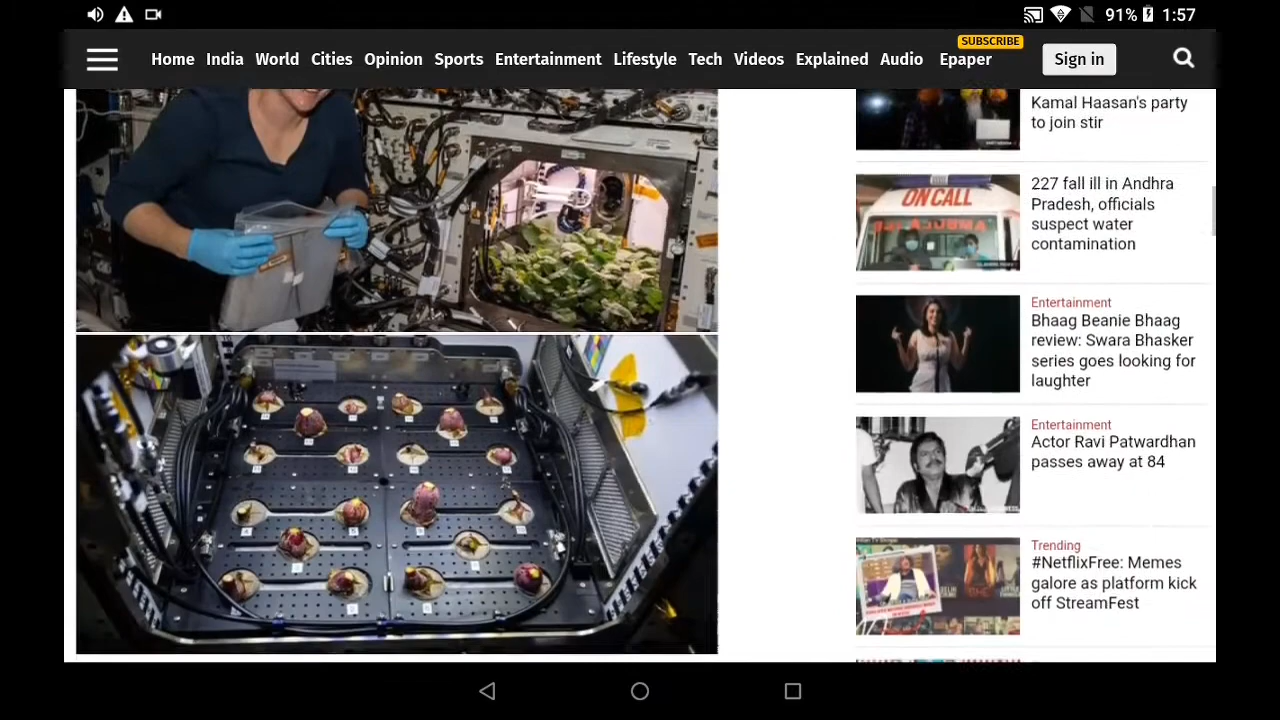 91% 1:57
SUBSCRIBE
Home India World Cities Opinion Sports Entertainment Lifestyle Tech Videos Explained Audio Epaper Sign in
Kamal Haasan's party
to join stir
ON CALL
227 fall ill in Andhra
Pradesh, officials
suspect water
contamination
Entertainment
Bhaag Beanie Bhaag
review: Swara Bhasker
series goes looking for
laughter
Entertainment
Actor Ravi Patwardhan
passes away at 84
Trending
#NetflixFree: Memes
galore as platform kick
off StreamFest